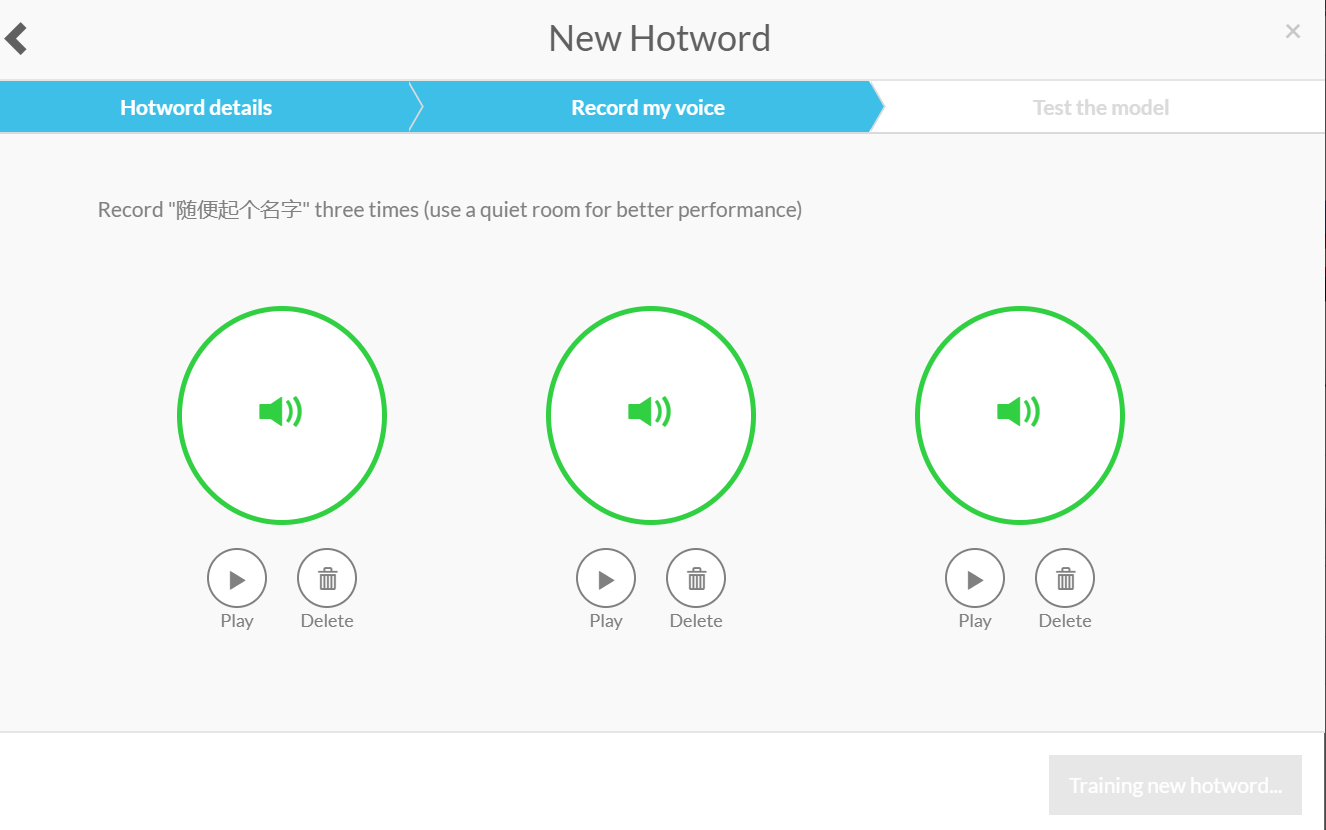 New Hotword
×
Hotword details
Record my voice
Test the model
Record "随便起个名字" three times (use a quiet room for better performance)
Play
Delete
Play
Delete
Play
Delete
Training new hotword...